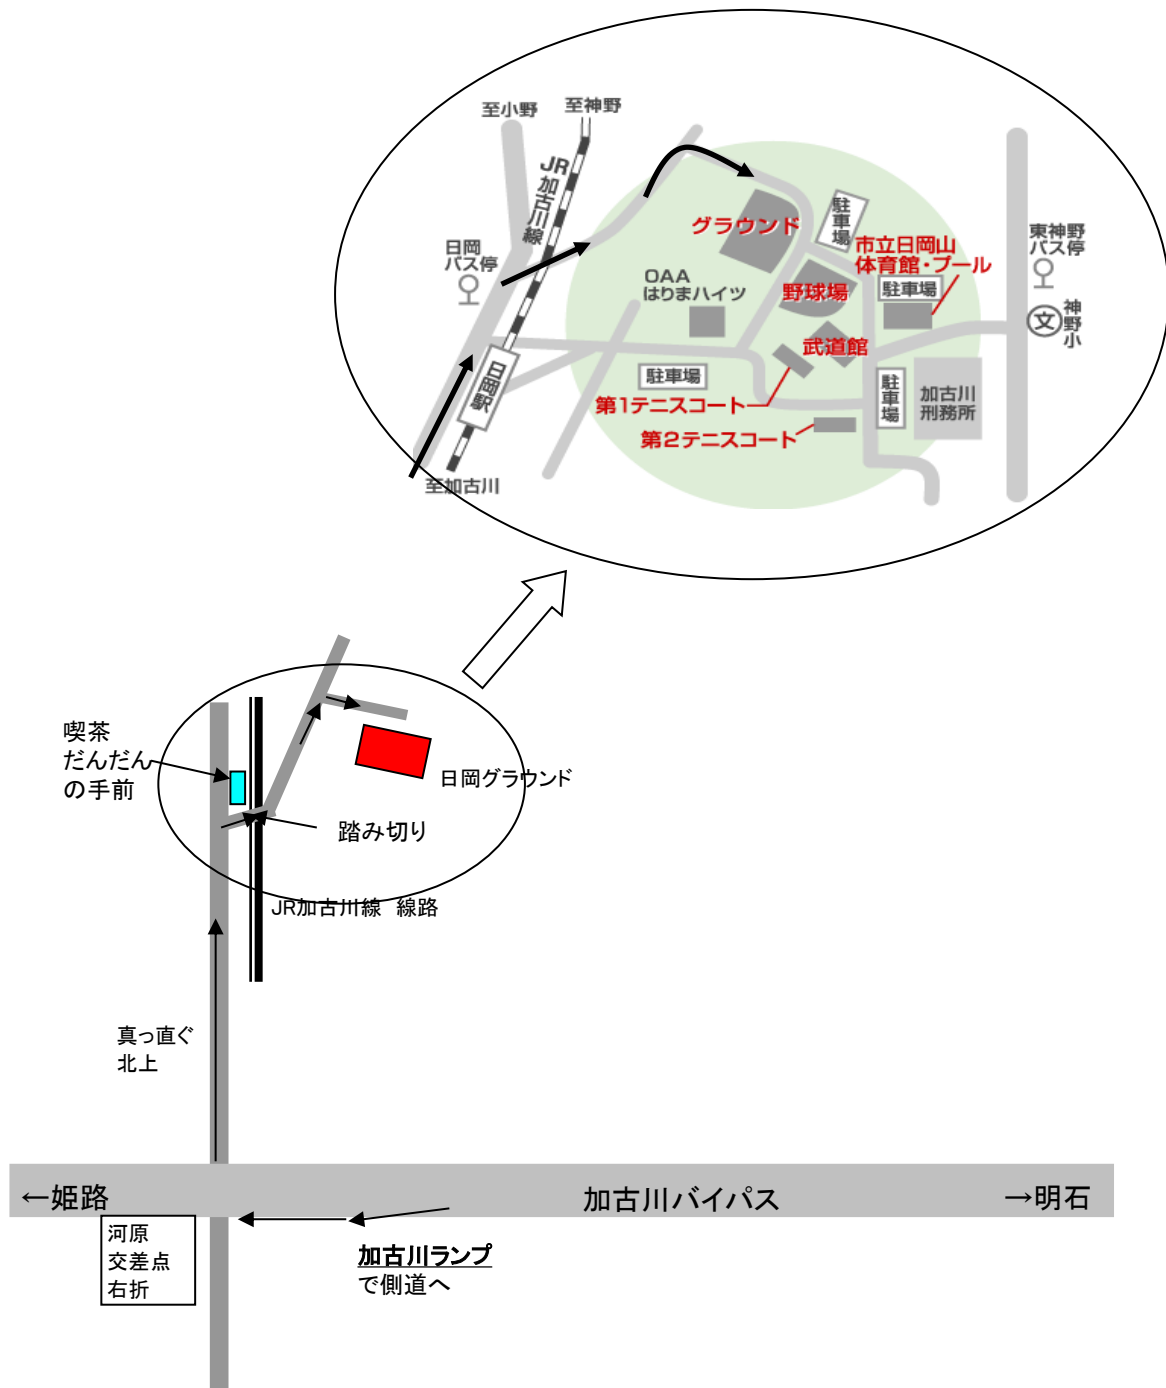 至小野
至神野
JR
加古川線
日岡
バス停
グラウンド
駐車場
市立日岡山
体育館・プール
東神野
バス停
OAA
はりまハイツ
野球場
駐車場
文
神野小
武道館
日岡駅
駐車場
駐車場
加古川
刑務所
第1テニスコート
第2テニスコート
至加古川
喫茶
だんだん
の手前
日岡グラウンド
踏み切り
JR加古川線　線路
真っ直ぐ
北上
←姫路
加古川バイパス
→明石
河原
交差点
右折
加古川ランプ
で側道へ